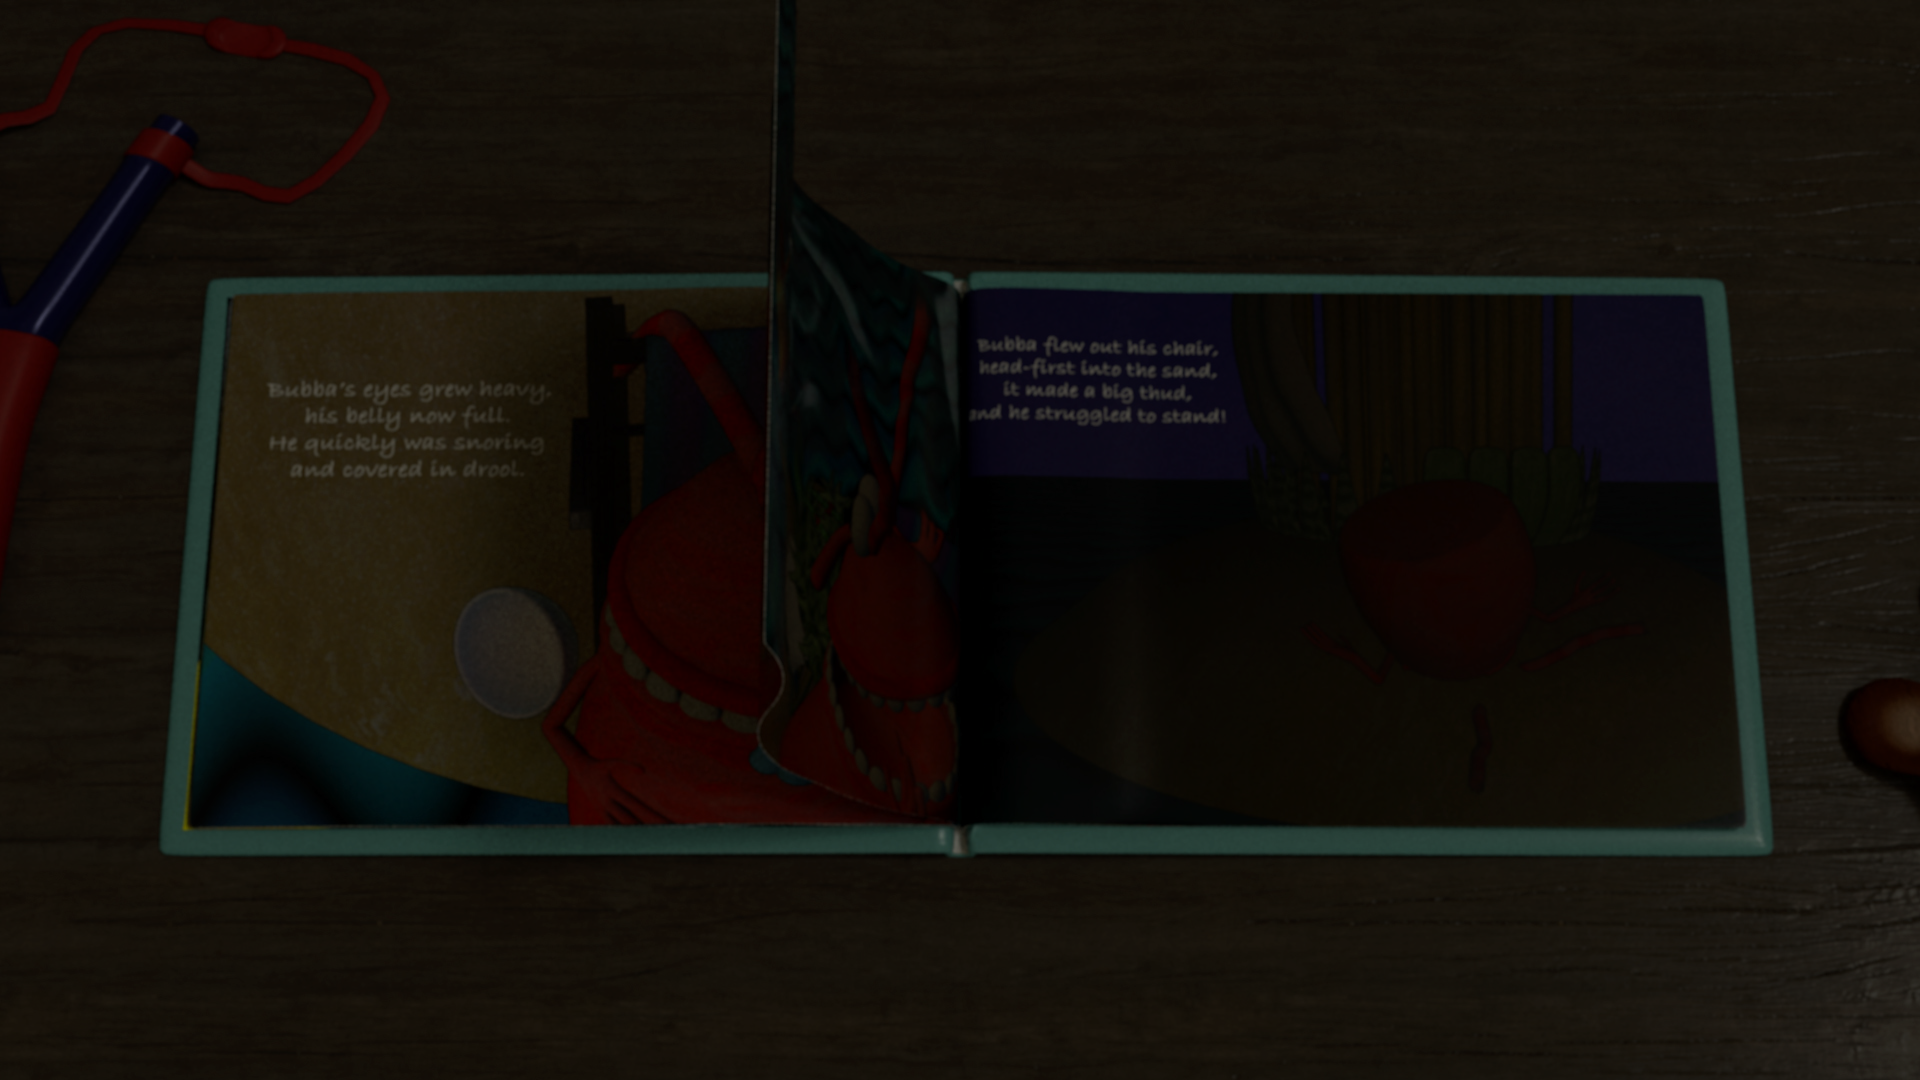 Bubba's eyes grew heavy,
his belly now full.
He quickly was snoring
and covered in drool.
Bubba flew out his chair,
head-first into the sand,
it made a big thud,
and he struggled to stand!